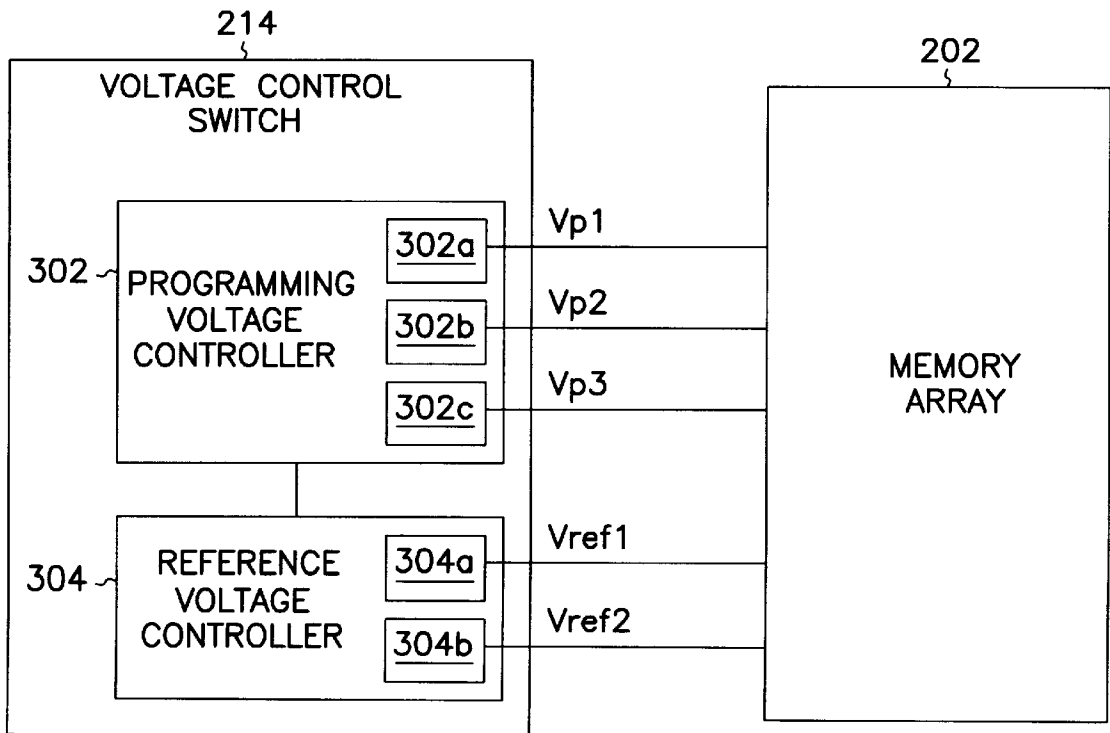 214
VOLTAGE CONTROL
SWITCH
202
302
PROGRAMMING
VOLTAGE
CONTROLLER
302a
302b
302c
Vp1
Vp2
Vp3
MEMORY
ARRAY
304
REFERENCE
VOLTAGE
CONTROLLER
304a
304b
Vref1
Vref2